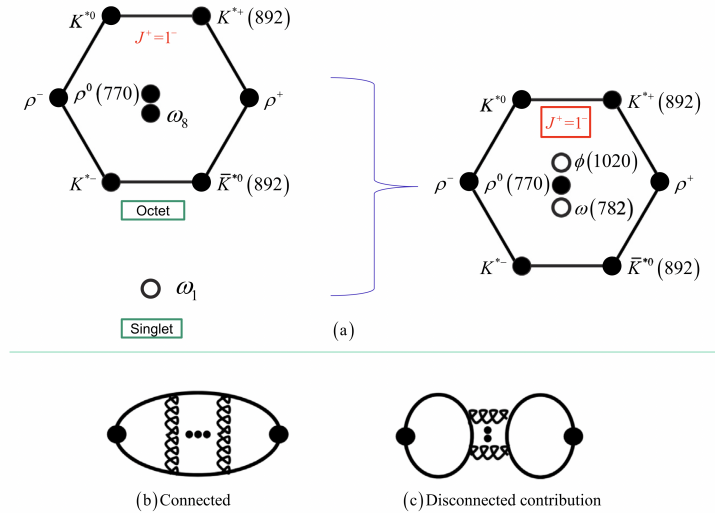 K*0 K*+(892)
J+=1−
ρ− ρ0(770) ρ+
ω8
K*− K̅*0(892)
Octet
ω1
Singlet
K*0 K*+(892)
J+=1−
ϕ(1020)
ρ− ρ0(770) ρ+
ω(782)
K*− K̅*0(892)
(a)
(b)Connected
(c)Disconnected contribution